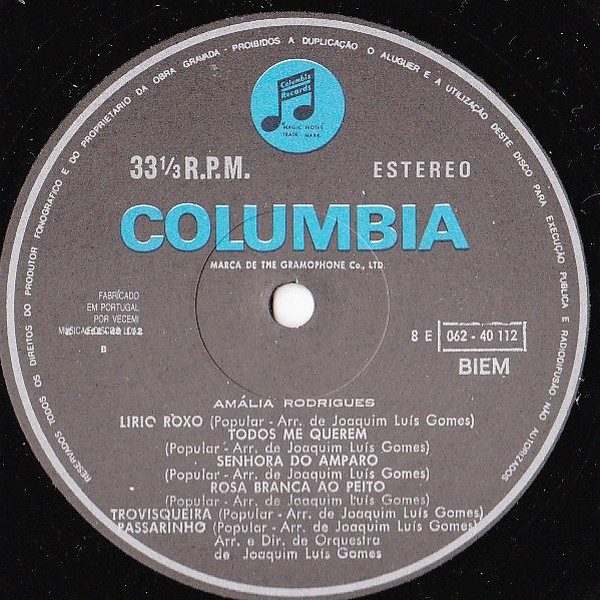 RESERVADOS TODOS OS DIREITOS DO PRODUTOR FONOGRÁFICO E DO PROPRIETÁRIO DA OBRA GRAVADA - PROIBIDOS A DUPLICAÇÃO O ALUGUER E A UTILIZAÇÃO DESTE DISCO PARA EXECUÇÃO PUBLICA E RADIODIFUSÃO NÃO AUTORIZADOS
Columbia
Records
MAGIC NOTES
TRADE MARK
33 1/3 R.P.M.
ESTEREO
COLUMBIA
MARCA DE THE GRAMOPHONE Co., LTD.
FABRICADO
EM PORTUGAL
POR VECEMI
B
8 E 062 - 40 112
BIEM
AMÁLIA RODRIGUES
LIRIO ROXO (Popular - Arr. de Joaquim Luís Gomes)
TODOS ME QUEREM
(Popular - Arr. de Joaquim Luís Gomes)
SENHORA DO AMPARO
(Popular - Arr. de Joaquim Luís Gomes)
ROSA BRANCA AO PEITO
(Popular - Arr. de Joaquim Luís Gomes)
TROVISQUEIRA (Popular - Arr. de Joaquim Luís Gomes)
PASSARINHO (Popular - Arr. de Joaquim Luís Gomes)
Arr. e Dir. de Orquestra
de Joaquim Luís Gomes